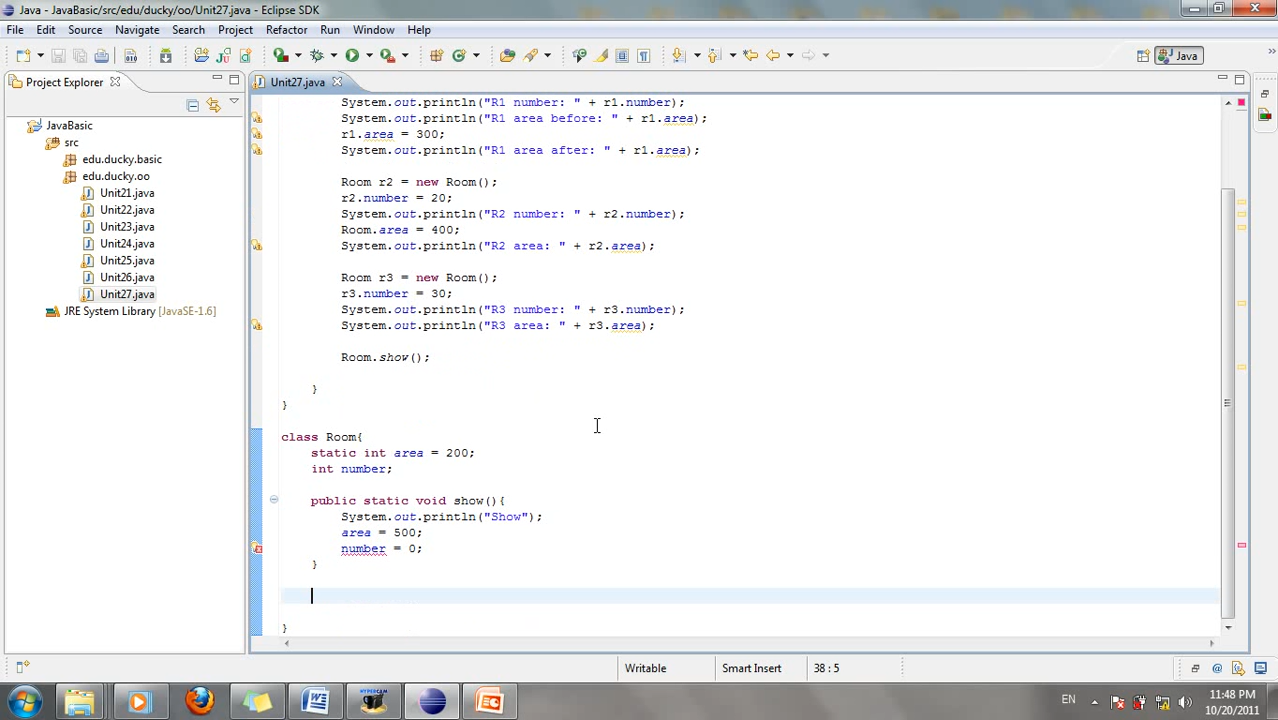 Java - JavaBasic/src/edu/ducky/oo/Unit27.java - Eclipse SDK
File Edit Source Navigate Search Project Refactor Run Window Help
Java
Project Explorer
Unit27.java
JavaBasic
src
edu.ducky.basic
edu.ducky.oo
Unit21.java
Unit22.java
Unit23.java
Unit24.java
Unit25.java
Unit26.java
Unit27.java
JRE System Library [JavaSE-1.6]
System.out.println("R1 number: " + r1.number);
System.out.println("R1 area before: " + r1.area);
r1.area = 300;
System.out.println("R1 area after: " + r1.area);
Room r2 = new Room();
r2.number = 20;
System.out.println("R2 number: " + r2.number);
Room.area = 400;
System.out.println("R2 area: " + r2.area);
Room r3 = new Room();
r3.number = 30;
System.out.println("R3 number: " + r3.number);
System.out.println("R3 area: " + r3.area);
Room.show();
}
}
class Room{
static int area = 200;
int number;
public static void show(){
System.out.println("Show");
area = 500;
number = 0;
}
}
Writable Smart Insert 38 : 5
EN
11:48 PM
10/20/2011